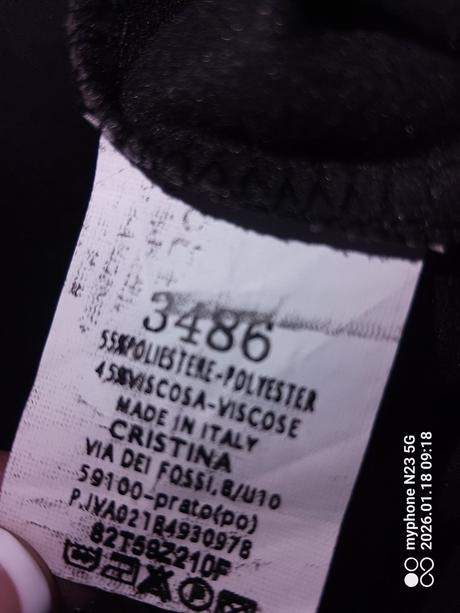 3486
55%POLIESTERE-POLYESTER
45%VISCOSA-VISCOSE
MADE IN ITALY
CRISTINA
VIA DEI FOSSI,8/U10
59100-prato(po)
P.IVA02184930978
82T58Z210F
P
myphone N23 5G
2026.01.18 09:18